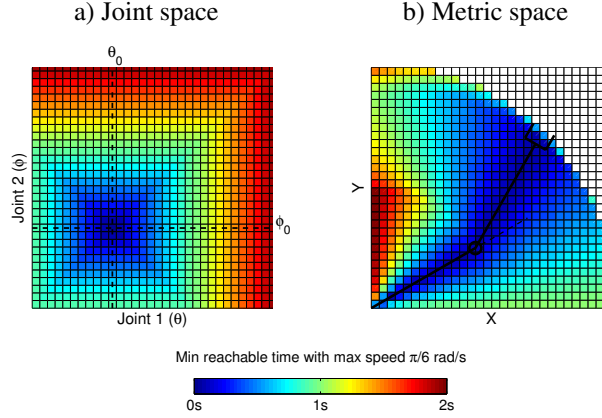 a) Joint space
b) Metric space
θ0
Joint 2 (ϕ)
ϕ0
Joint 1 (θ)
Y
X
Min reachable time with max speed π/6 rad/s
0s
1s
2s